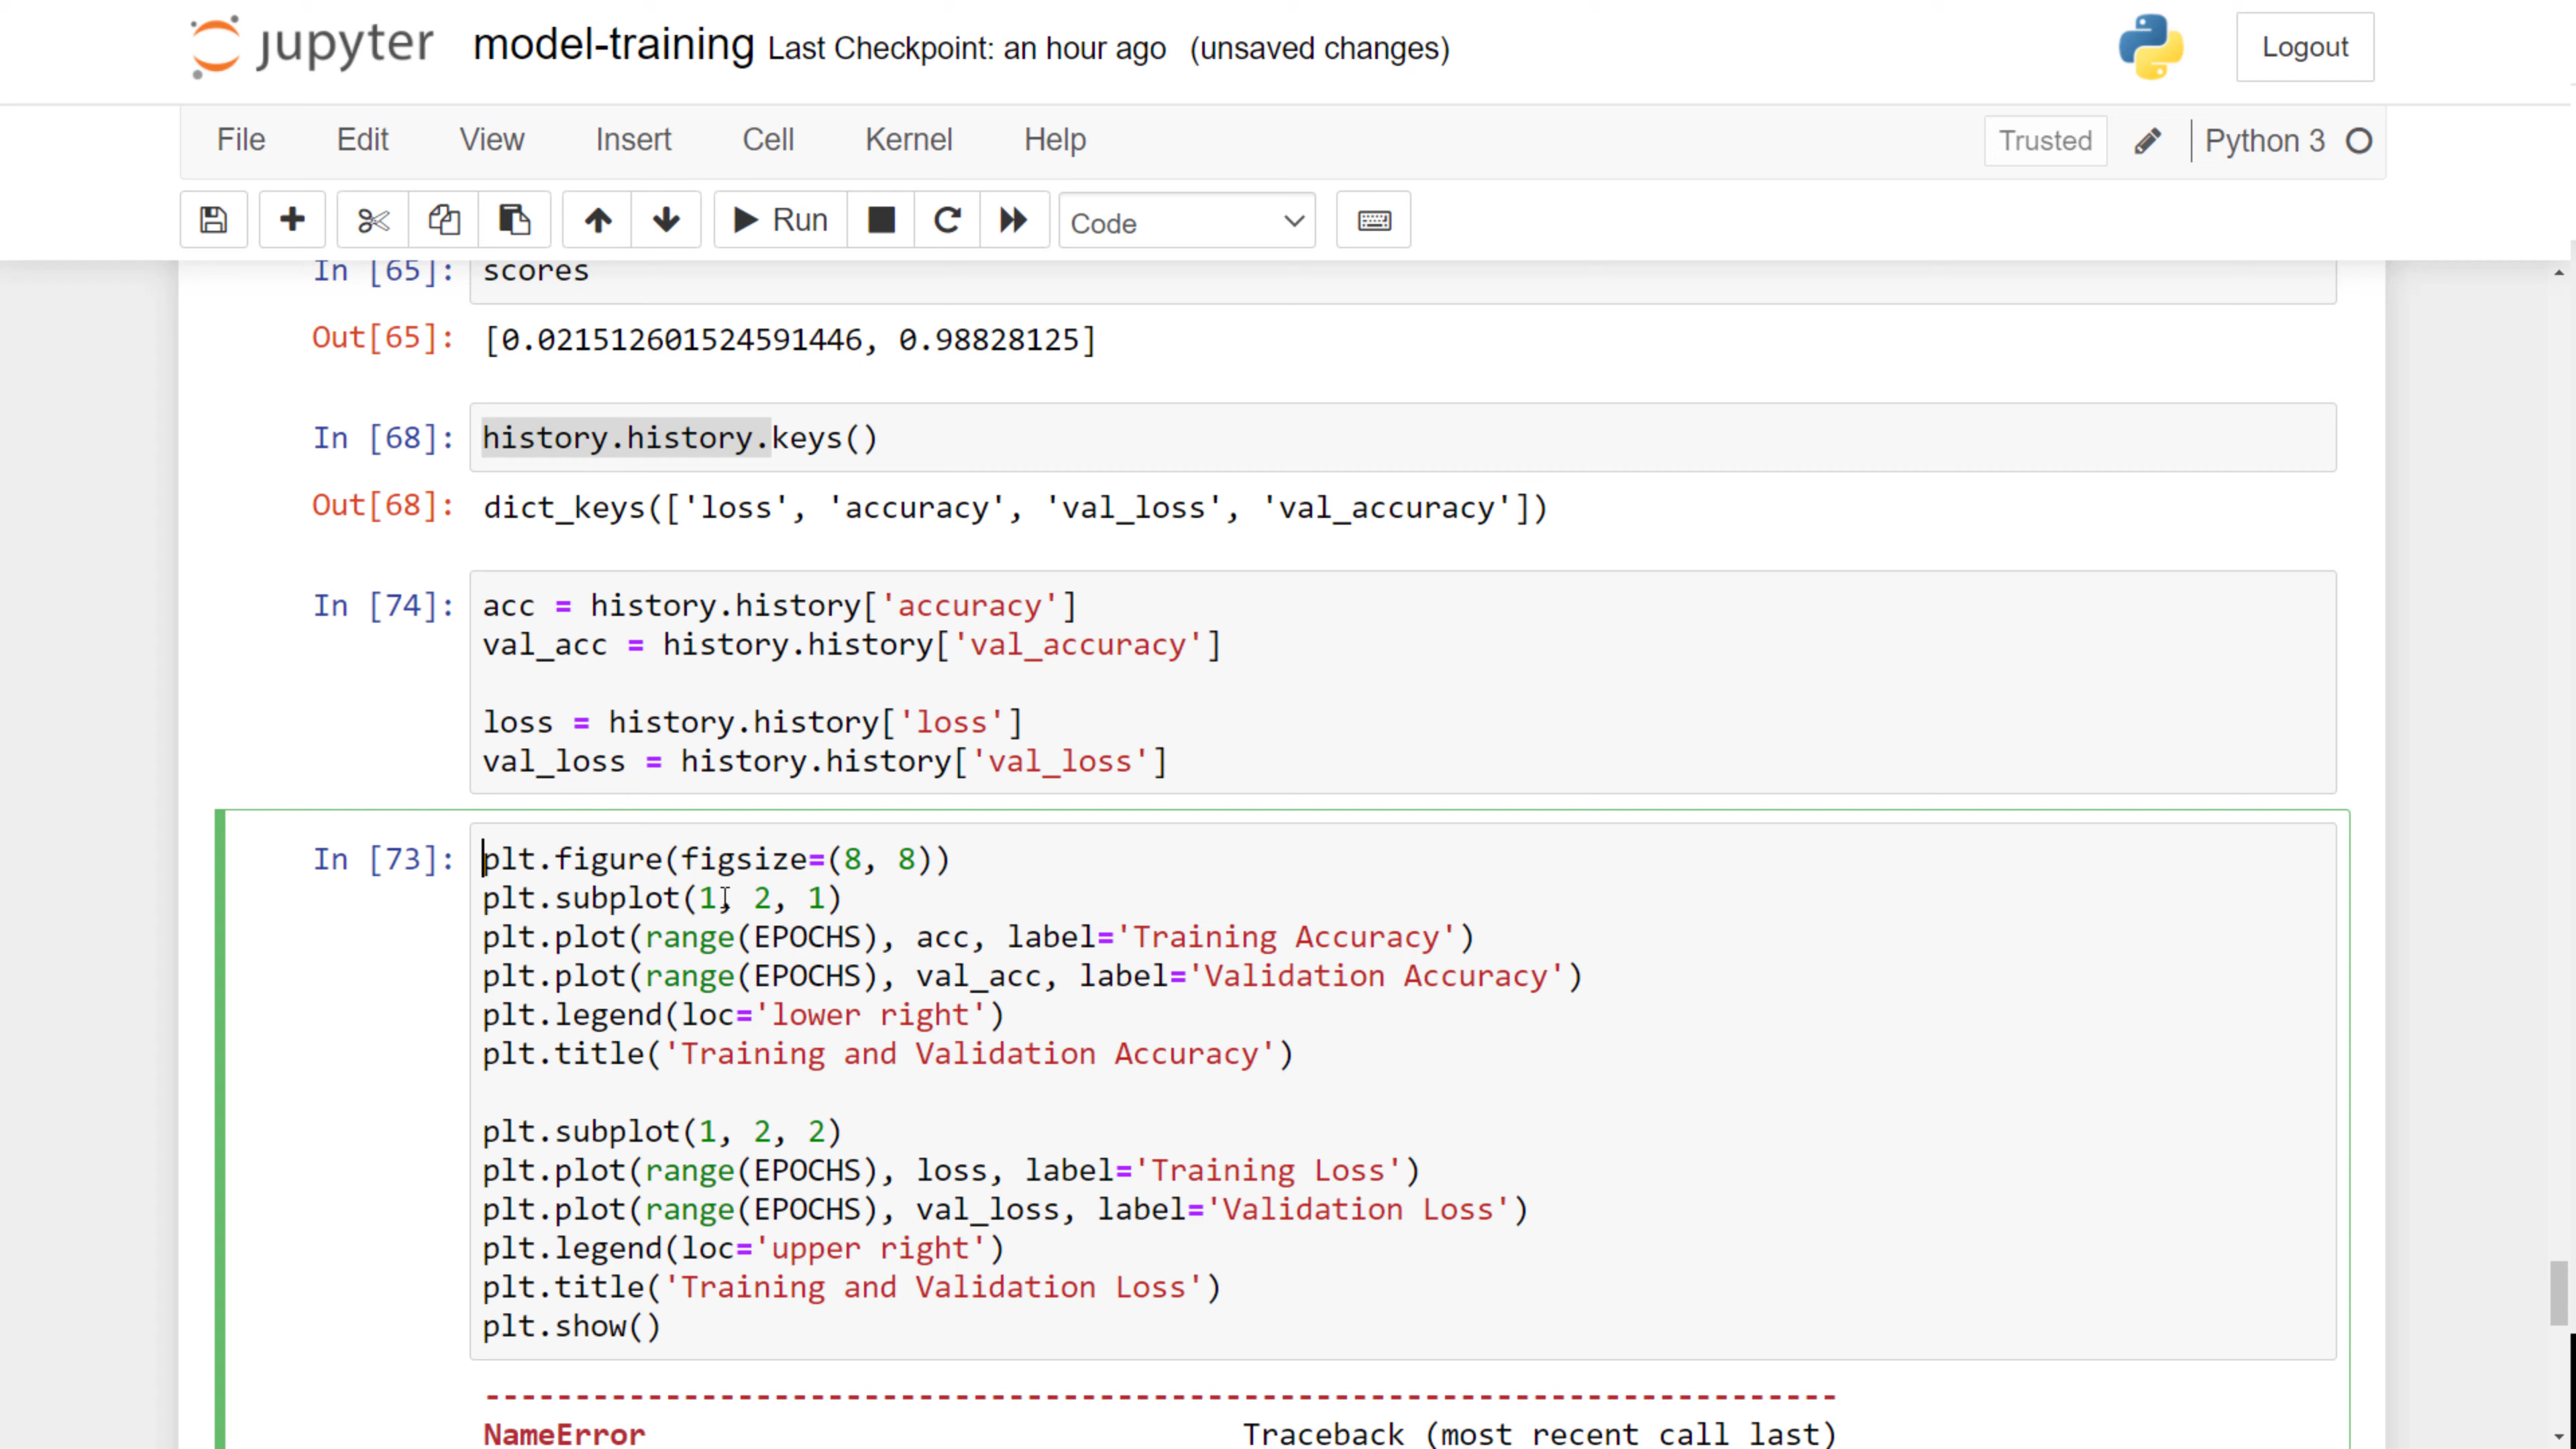 jupyter model-training Last Checkpoint: an hour ago (unsaved changes) Logout
File Edit View Insert Cell Kernel Help Trusted Python 3
Run Code
In [65]: scores
Out[65]: [0.021512601524591446, 0.98828125]
In [68]: history.history.keys()
Out[68]: dict_keys(['loss', 'accuracy', 'val_loss', 'val_accuracy'])
In [74]: acc = history.history['accuracy']
val_acc = history.history['val_accuracy']
loss = history.history['loss']
val_loss = history.history['val_loss']
In [73]: plt.figure(figsize=(8, 8))
plt.subplot(1, 2, 1)
plt.plot(range(EPOCHS), acc, label='Training Accuracy')
plt.plot(range(EPOCHS), val_acc, label='Validation Accuracy')
plt.legend(loc='lower right')
plt.title('Training and Validation Accuracy')
plt.subplot(1, 2, 2)
plt.plot(range(EPOCHS), loss, label='Training Loss')
plt.plot(range(EPOCHS), val_loss, label='Validation Loss')
plt.legend(loc='upper right')
plt.title('Training and Validation Loss')
plt.show()
---------------------------------------------------------------------------
NameError Traceback (most recent call last)